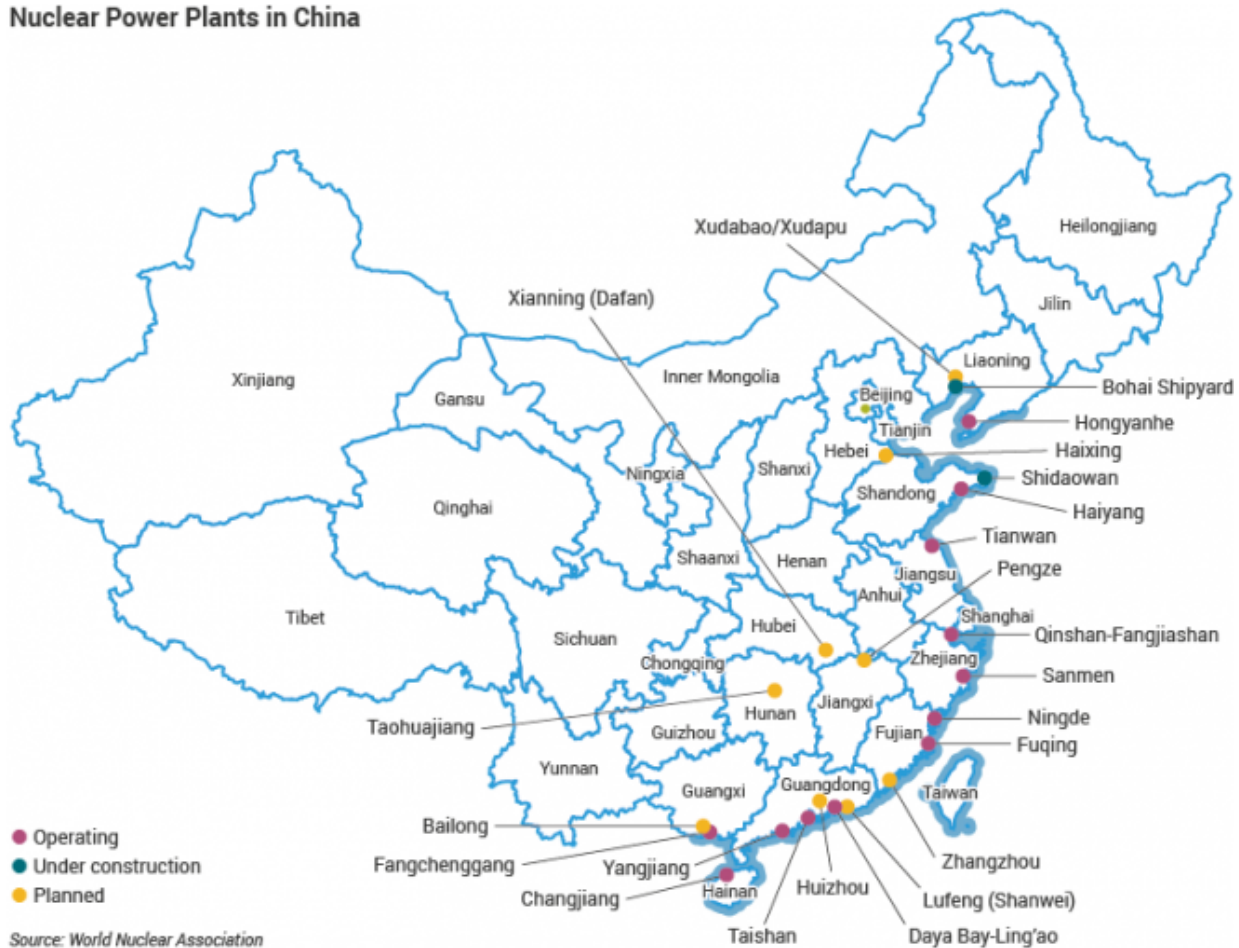 Nuclear Power Plants in China
Heilongjiang
Xudabao/Xudapu
Xianning (Dafan)
Jilin
Liaoning
Xinjiang
Inner Mongolia
Bohai Shipyard
Gansu
Beijing
Hongyanhe
Tianjin
Hebei
Haixing
Ningxia
Shanxi
Shidaowan
Shandong
Qinghai
Haiyang
Tianwan
Shaanxi
Henan
Pengze
Jiangsu
Anhui
Tibet
Shanghai
Hubei
Sichuan
Qinshan-Fangjiashan
Chongqing
Zhejiang
Sanmen
Jiangxi
Hunan
Ningde
Taohuajiang
Guizhou
Fujian
Fuqing
Yunnan
Guangdong
Guangxi
Taiwan
Bailong
Operating
Zhangzhou
Fangchenggang
Under construction
Yangjiang
Huizhou
Planned
Changjiang
Hainan
Lufeng (Shanwei)
Taishan
Daya Bay-Ling'ao
Source: World Nuclear Association